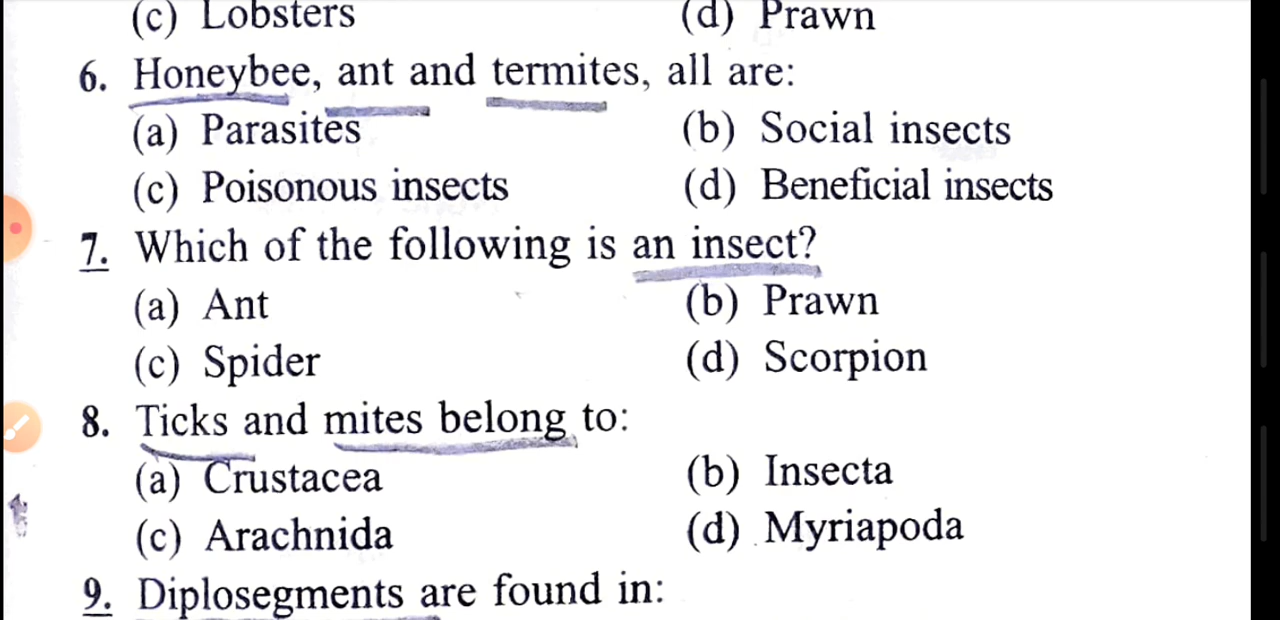 (c) Lobsters (d) Prawn
6. Honeybee, ant and termites, all are:
(a) Parasites (b) Social insects
(c) Poisonous insects (d) Beneficial insects
7. Which of the following is an insect?
(a) Ant (b) Prawn
(c) Spider (d) Scorpion
8. Ticks and mites belong to:
(a) Crustacea (b) Insecta
(c) Arachnida (d) Myriapoda
9. Diplosegments are found in: